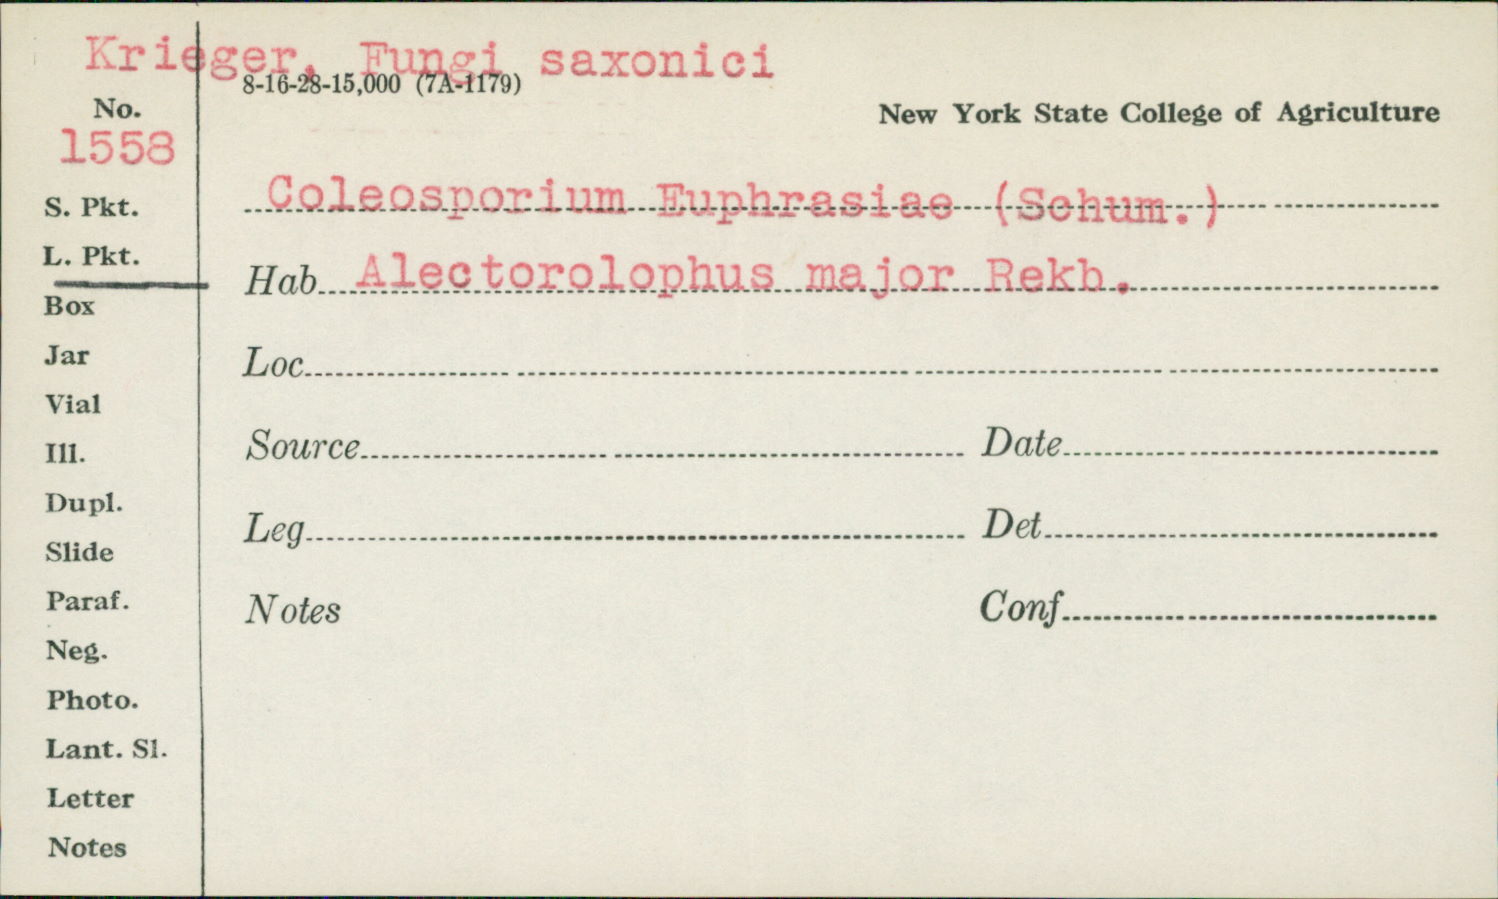 Krieger, Fungi saxonici
8-16-28-15,000 (7A-1179)
No.
New York State College of Agriculture
1558
Coleosporium Euphrasiae (Schum.)
S. Pkt.
L. Pkt.
Hab. Alectorolophus major Rekb.
Box
Jar
Loc.
Vial
Source
Date
Ill.
Dupl.
Leg.
Det.
Slide
Paraf.
Notes
Conf.
Neg.
Photo.
Lant. Sl.
Letter
Notes